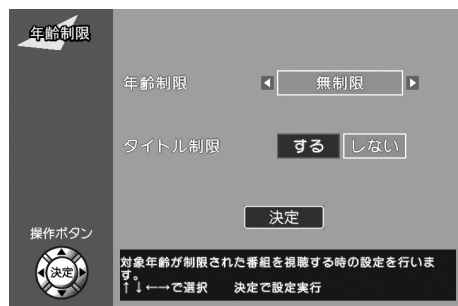 年齢制限
年齢制限 無制限
タイトル制限 する しない
決定
操作ボタン
決定
対象年齢が制限された番組を視聴する時の設定を行いま
す。
↑↓←→で選択 決定で設定実行